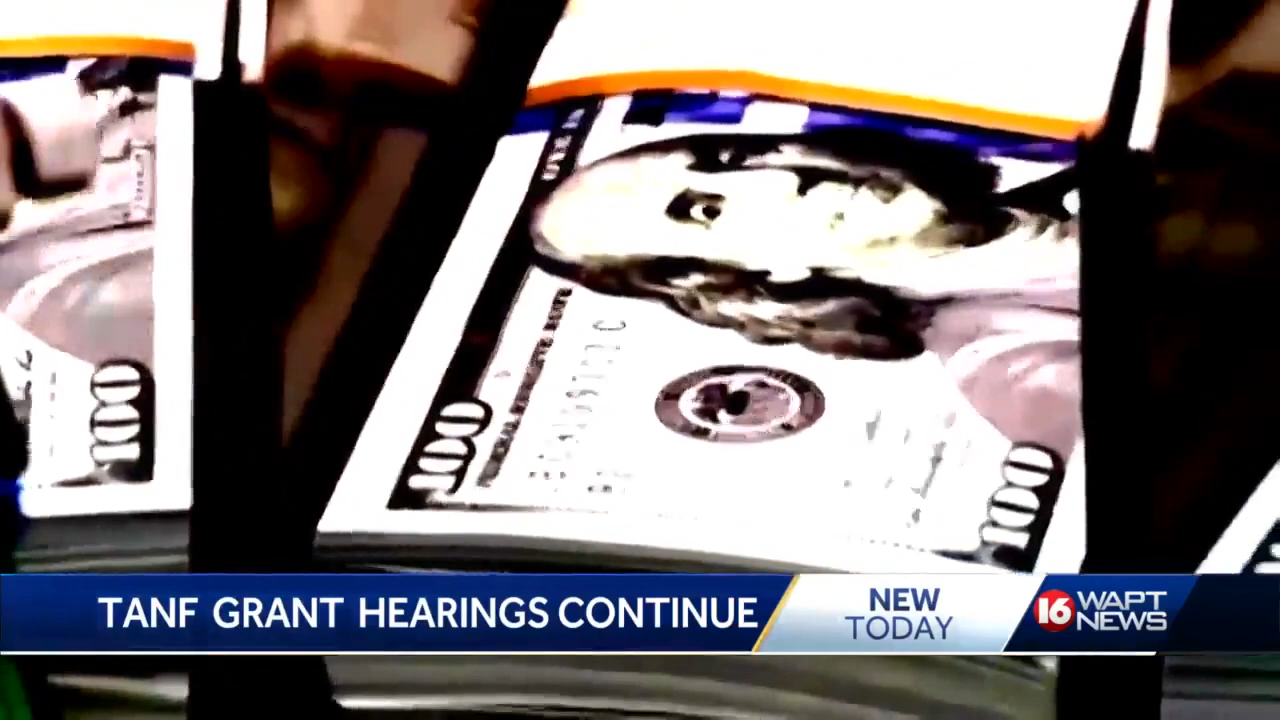 100
100
100
TANF GRANT HEARINGS CONTINUE
NEW
TODAY
16 WAPT
NEWS